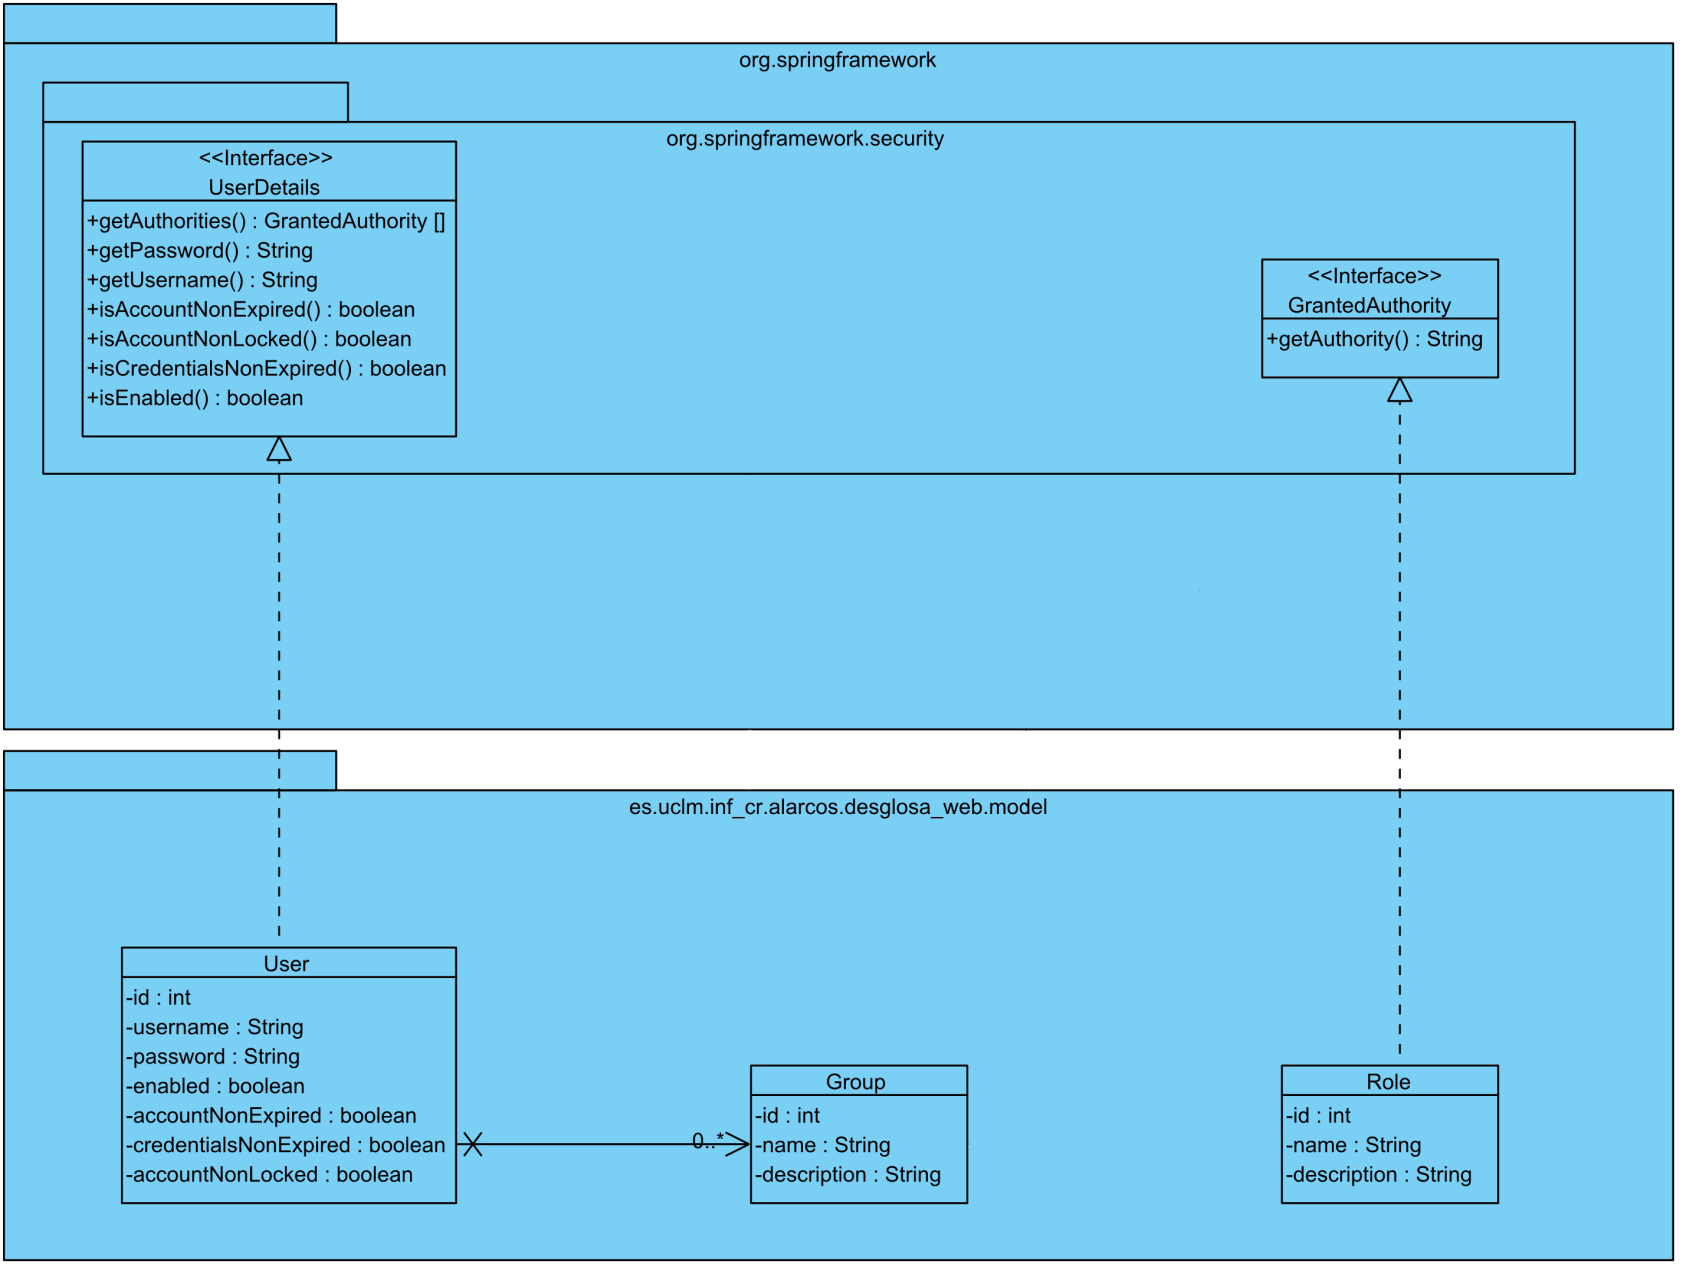 org.springframework
org.springframework.security
<<Interface>>
UserDetails
+getAuthorities() : GrantedAuthority []
+getPassword() : String
+getUsername() : String
+isAccountNonExpired() : boolean
+isAccountNonLocked() : boolean
+isCredentialsNonExpired() : boolean
+isEnabled() : boolean
<<Interface>>
GrantedAuthority
+getAuthority() : String
es.uclm.inf_cr.alarcos.desglosa_web.model
User
-id : int
-username : String
-password : String
-enabled : boolean
-accountNonExpired : boolean
-credentialsNonExpired : boolean
-accountNonLocked : boolean
0..*
Group
-id : int
-name : String
-description : String
Role
-id : int
-name : String
-description : String